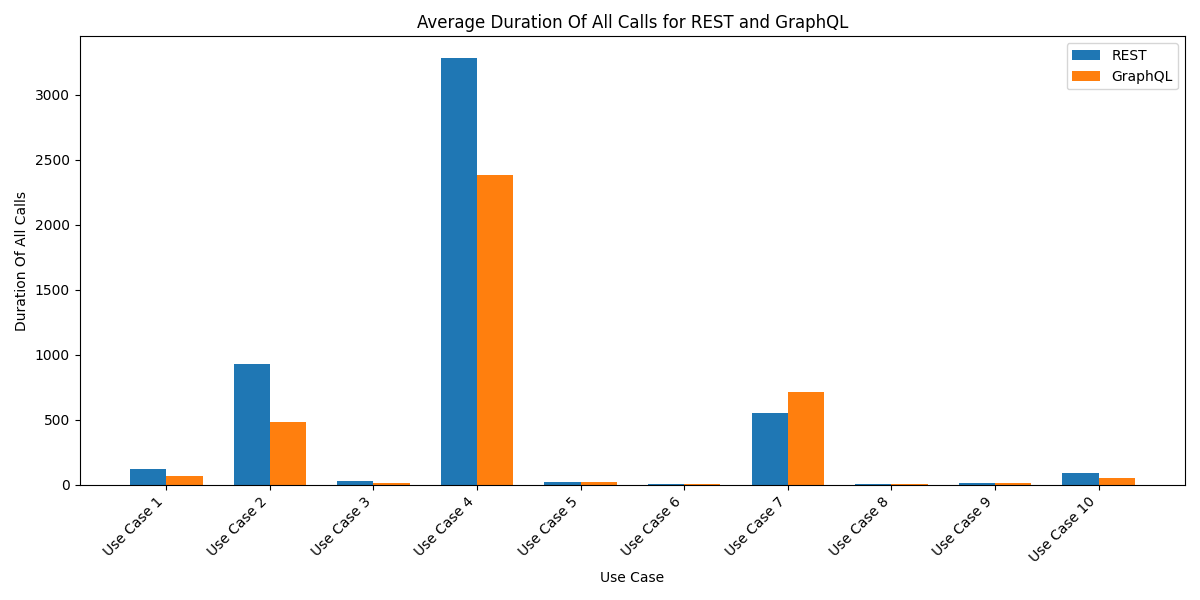 Average Duration Of All Calls for REST and GraphQL
REST
GraphQL
Duration Of All Calls
3000
2500
2000
1500
1000
500
0
Use Case 1
Use Case 2
Use Case 3
Use Case 4
Use Case 5
Use Case 6
Use Case 7
Use Case 8
Use Case 9
Use Case 10
Use Case